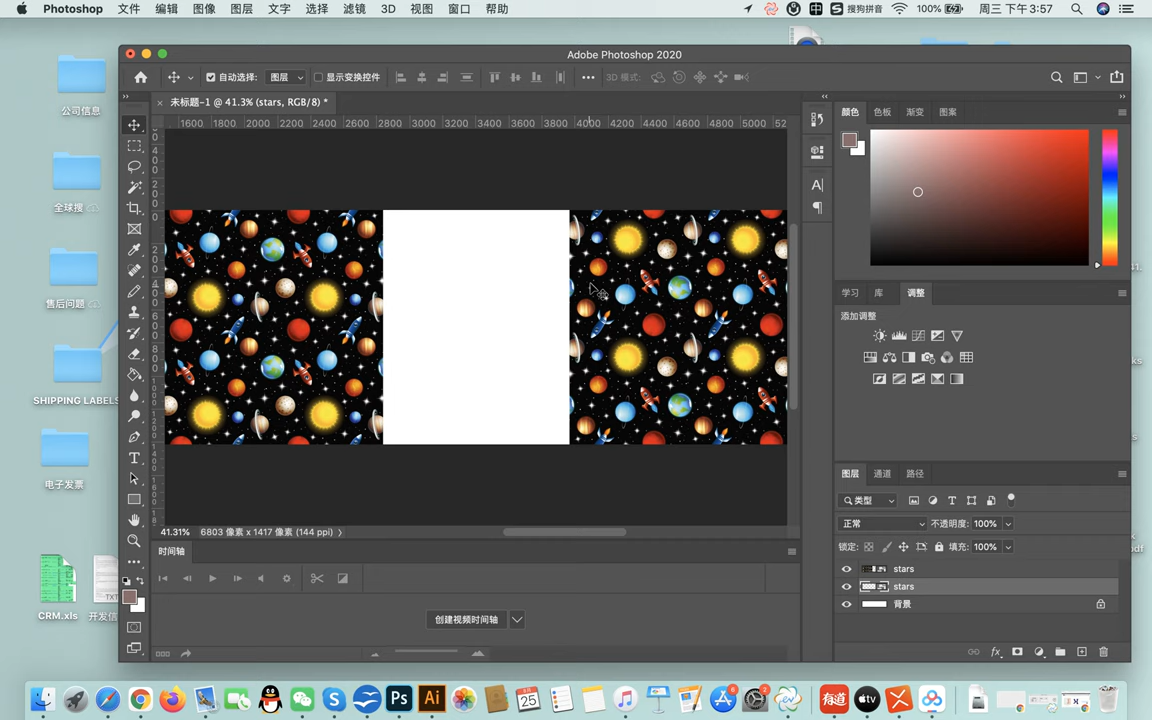 Photoshop 文件 编辑 图像 图层 文字 选择 滤镜 3D 视图 窗口 帮助
搜狗拼音 100% 周三 下午 3:57
Adobe Photoshop 2020
自动选择: 图层 显示变换控件 3D 模式:
未标题-1 @ 41.3% (stars, RGB/8) *
1600 1800 2000 2200 2400 2600 2800 3000 3200 3400 3600 3800 4000 4200 4400 4600 4800 5000 52
颜色 色板 渐变 图案
学习 库 调整
添加调整
图层 通道 路径
类型
正常 不透明度: 100%
锁定: 填充: 100%
stars
stars
背景
41.31% 6803 像素 x 1417 像素 (144 ppi)
时间轴
创建视频时间轴
公司信息
全球搜
售后问题
SHIPPING LABELS
电子发票
CRM.xls 开发信
TXT
Ps Ai
25
有道
tv